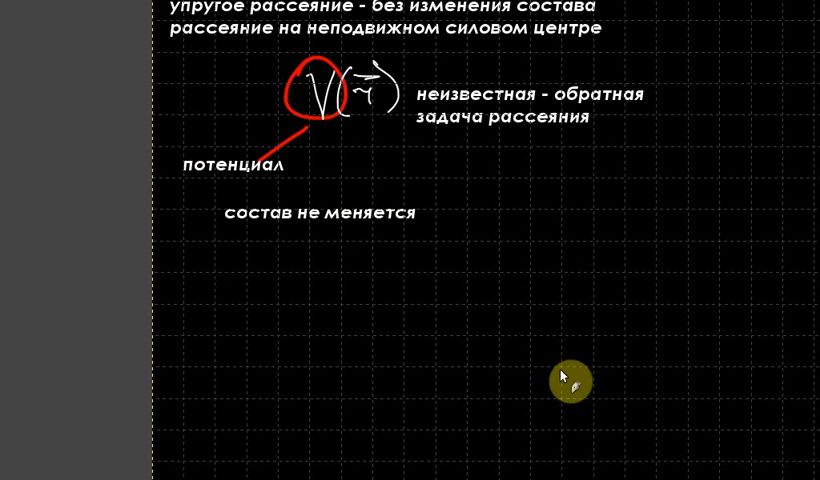 упругое рассеяние - без изменения состава
рассеяние на неподвижном силовом центре
V(r⃗)
неизвестная - обратная
задача рассеяния
потенциал
состав не меняется